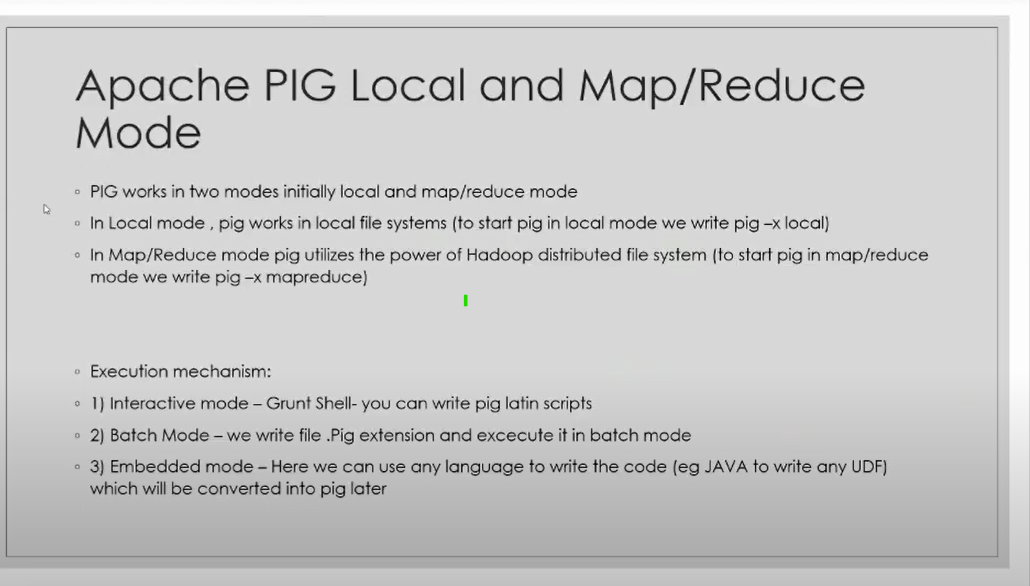 Apache PIG Local and Map/Reduce
Mode
◦ PIG works in two modes initially local and map/reduce mode
◦ In Local mode , pig works in local file systems (to start pig in local mode we write pig –x local)
◦ In Map/Reduce mode pig utilizes the power of Hadoop distributed file system (to start pig in map/reduce
mode we write pig –x mapreduce)
◦ Execution mechanism:
◦ 1) Interactive mode – Grunt Shell- you can write pig latin scripts
◦ 2) Batch Mode – we write file .Pig extension and excecute it in batch mode
◦ 3) Embedded mode – Here we can use any language to write the code (eg JAVA to write any UDF)
which will be converted into pig later